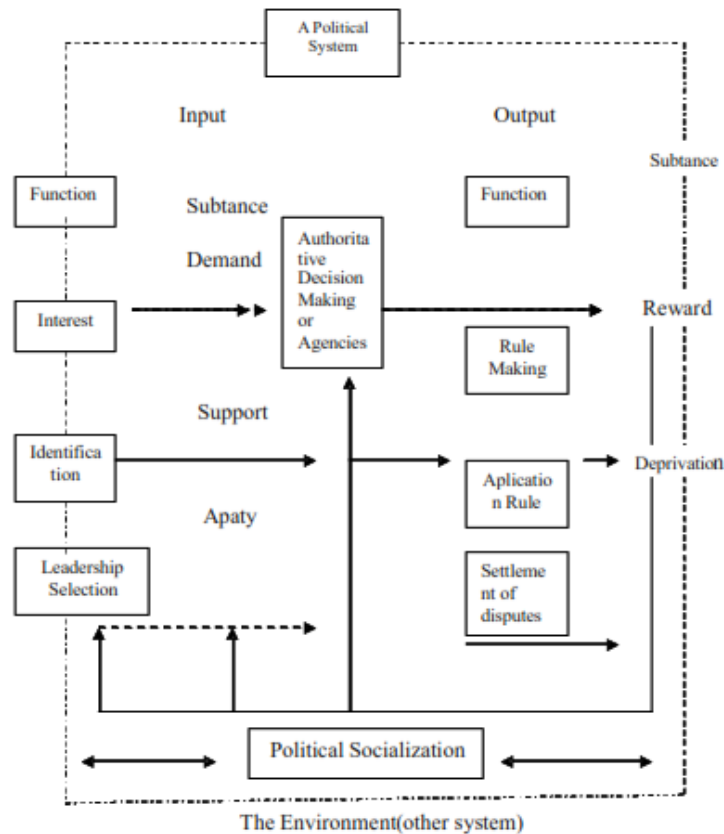 A Political
System
Input
Output
Subtance
Function
Subtance
Function
Demand
Authorita
tive
Decision
Making
or
Agencies
Interest
Reward
Rule
Making
Support
Identifica
tion
Deprivation
Aplicatio
n Rule
Apaty
Leadership
Selection
Settleme
nt of
disputes
Political Socialization
The Environment(other system)